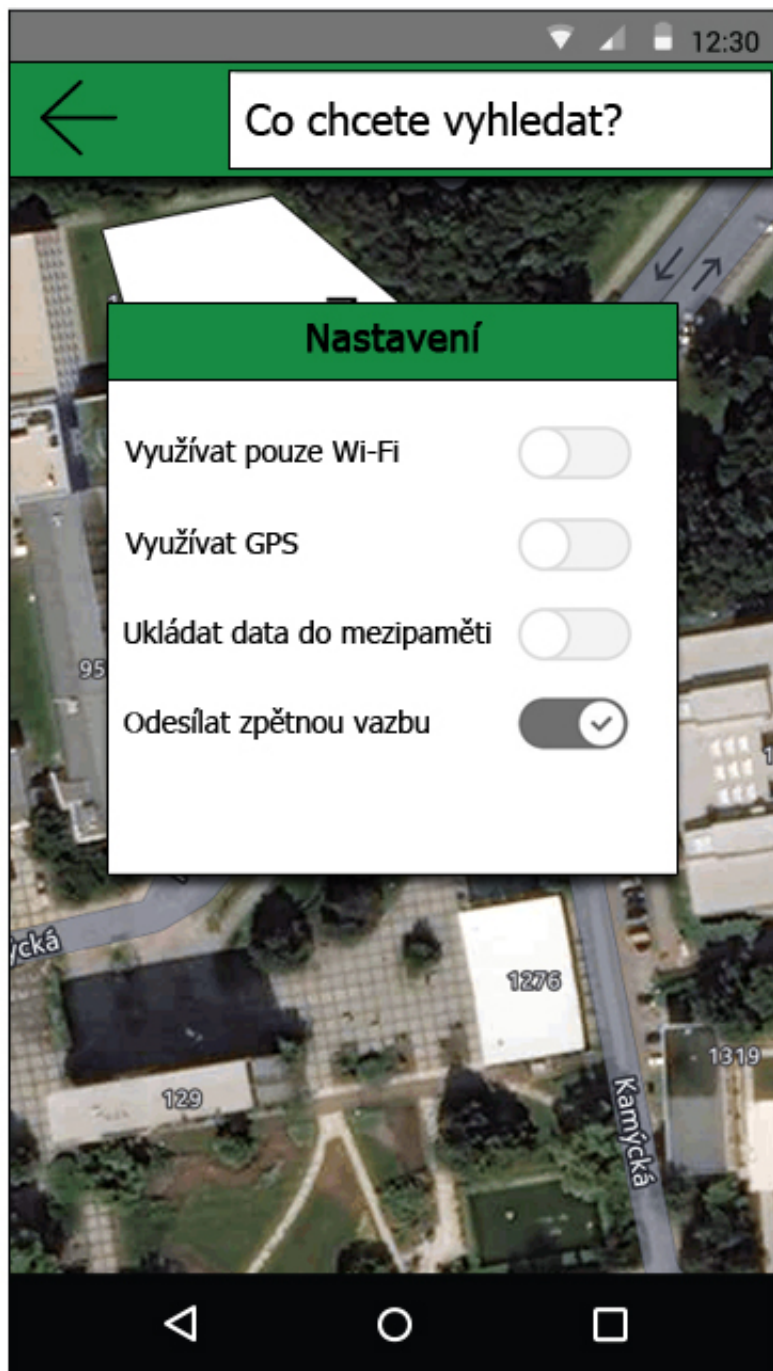 12:30
Co chcete vyhledat?
Nastavení
Využívat pouze Wi-Fi
Využívat GPS
Ukládat data do mezipaměti
95
Odesílat zpětnou vazbu
1276
1319
129
Kamýcká